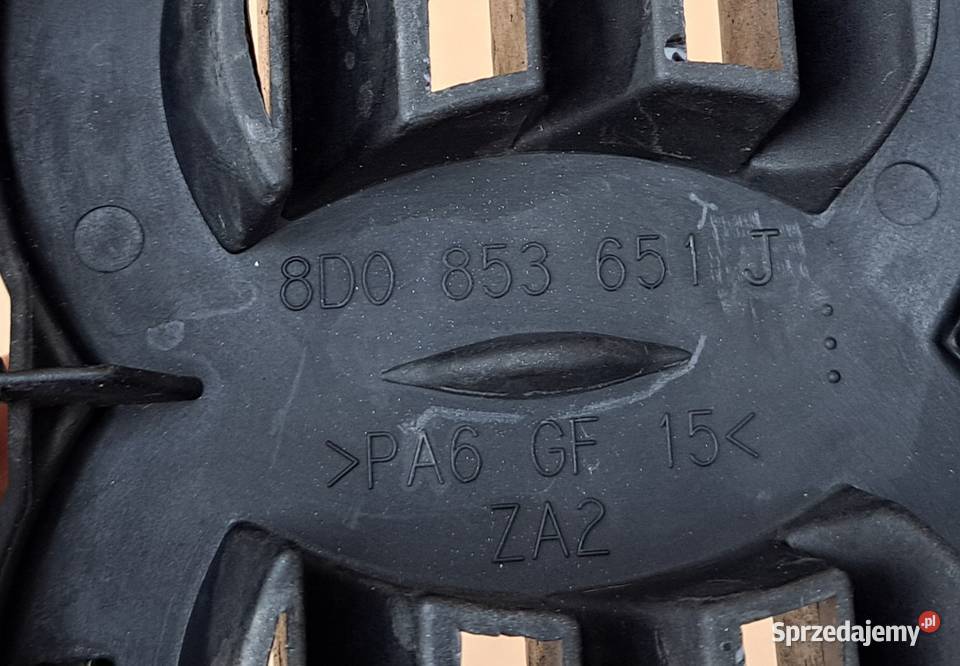 8D0 853 651 J
>PA6 GF 15<
ZA2
Sprzedajemy.pl